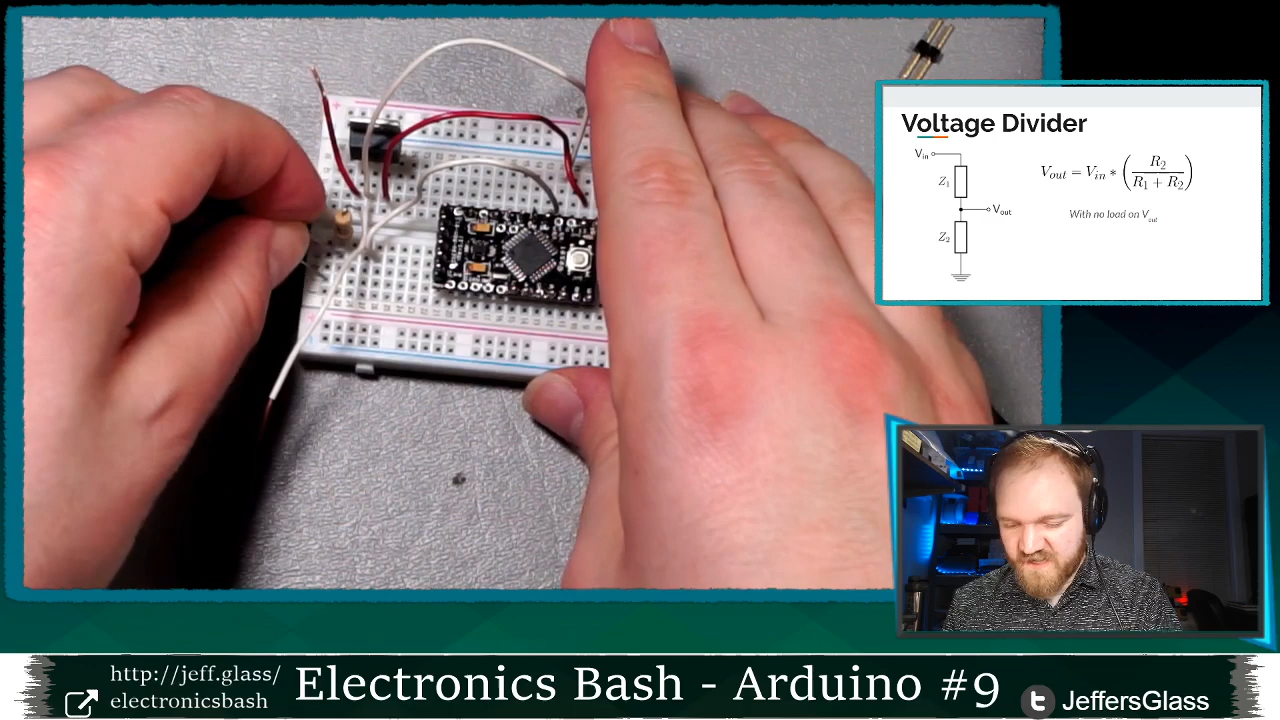 Voltage Divider
Vin
Z1
Vout
Z2
Vout = Vin * ( R2 / R1 + R2 )
With no load on Vout
http://jeff.glass/
electronicsbash
Electronics Bash - Arduino #9
JeffersGlass